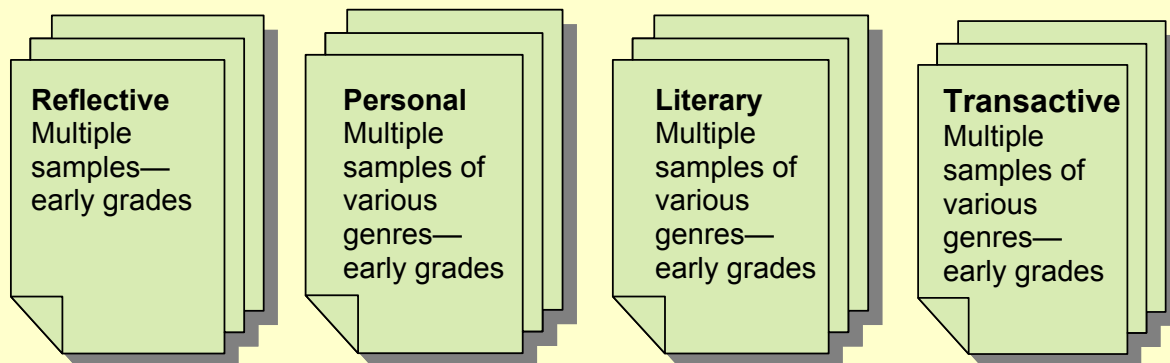 Reflective
Multiple
samples—
early grades
Personal
Multiple
samples of
various
genres—
early grades
Literary
Multiple
samples of
various
genres—
early grades
Transactive
Multiple
samples of
various
genres—
early grades